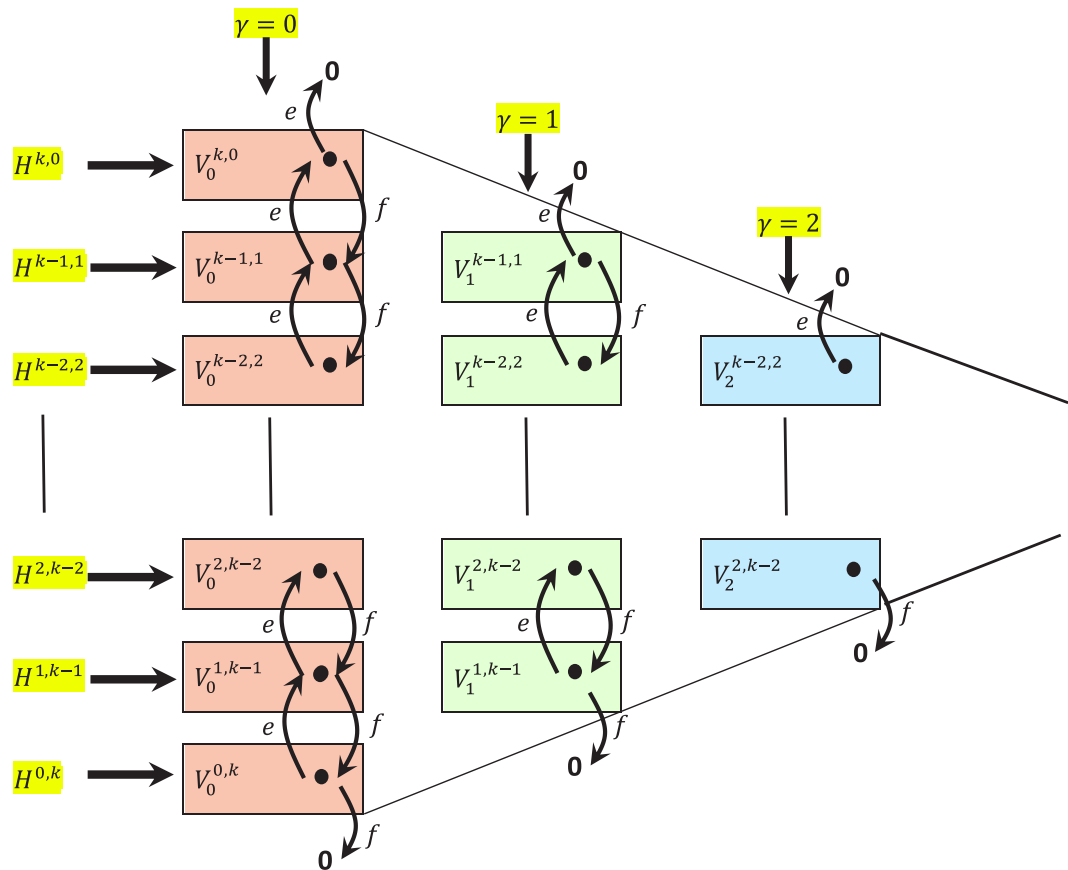 γ = 0
0
e
γ = 1
H^{k,0}
V_0^{k,0}
0
e
f
e
γ = 2
H^{k-1,1}
V_0^{k-1,1}
V_1^{k-1,1}
0
e
f
e
f
e
H^{k-2,2}
V_0^{k-2,2}
V_1^{k-2,2}
V_2^{k-2,2}
H^{2,k-2}
V_0^{2,k-2}
V_1^{2,k-2}
V_2^{2,k-2}
e
f
e
f
f
0
H^{1,k-1}
V_0^{1,k-1}
V_1^{1,k-1}
e
f
f
0
H^{0,k}
V_0^{0,k}
f
0